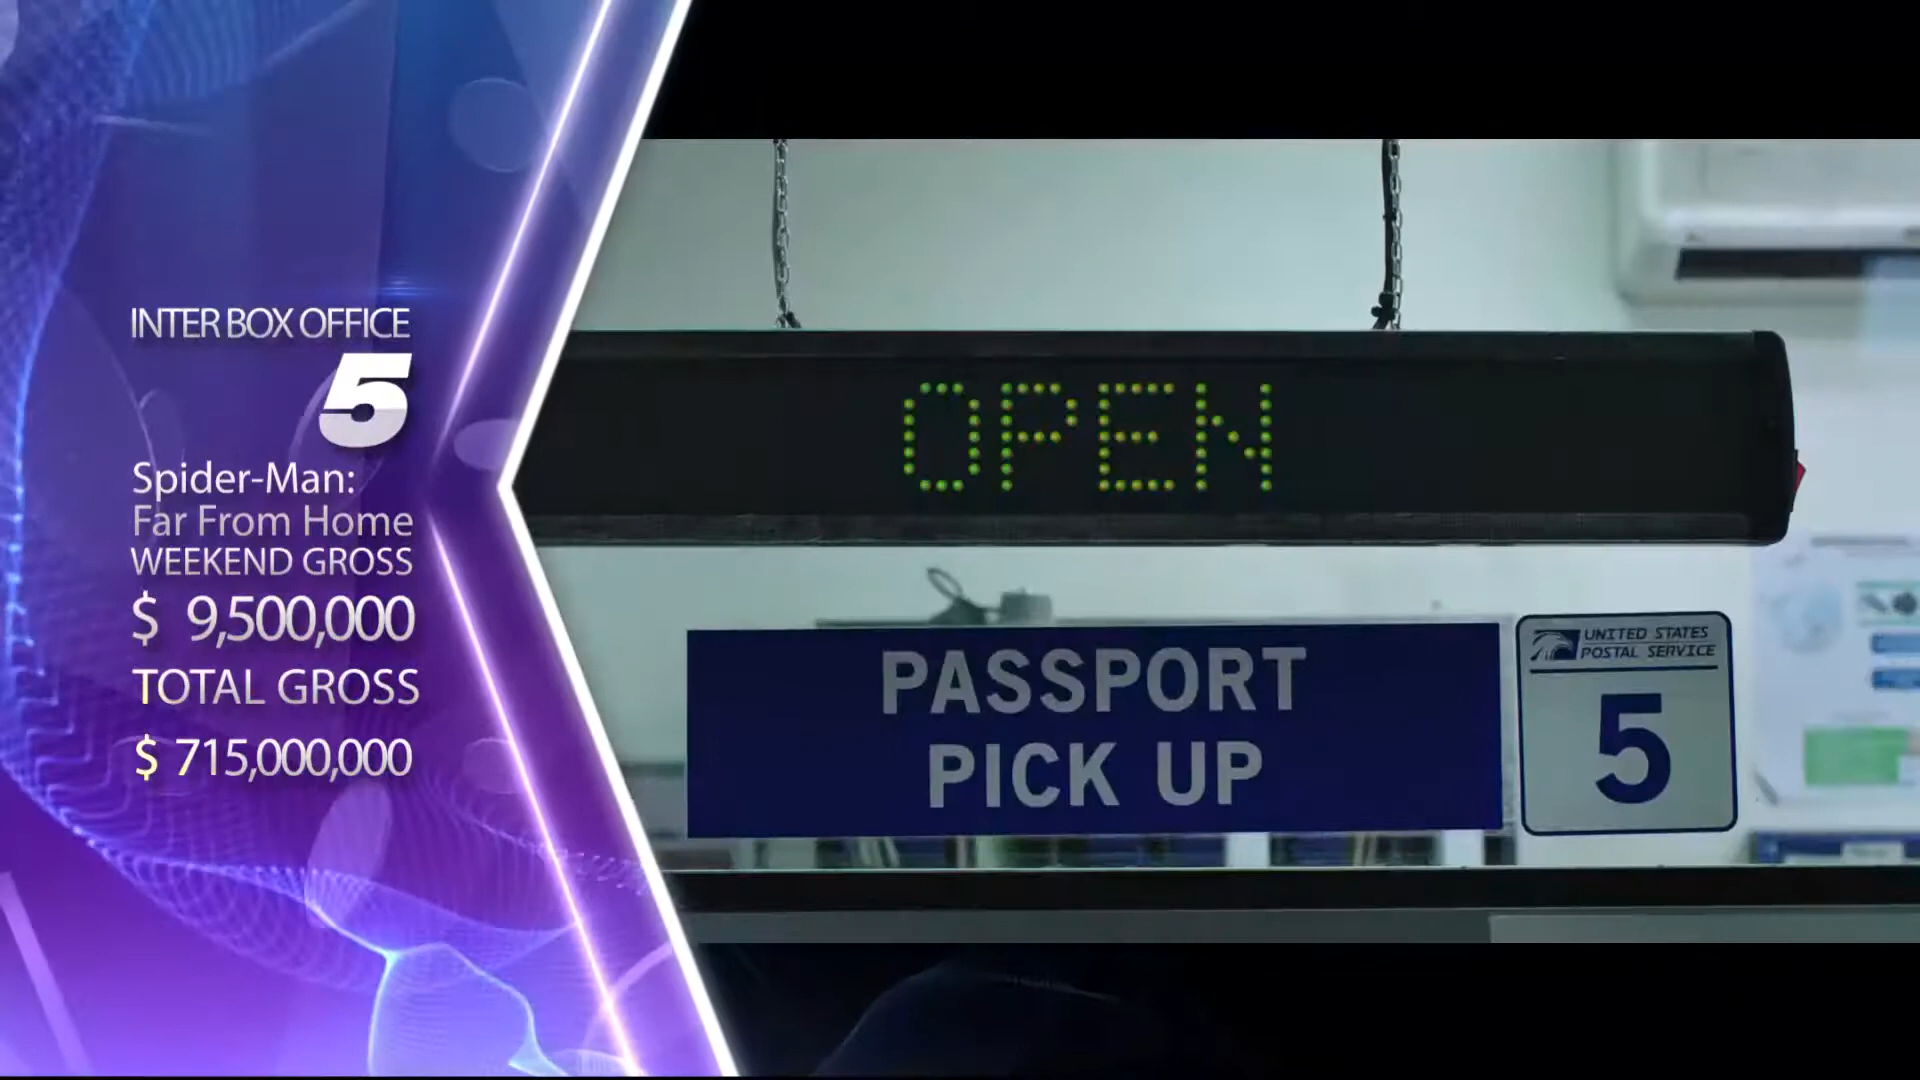 INTER BOX OFFICE
5
Spider-Man:
Far From Home
WEEKEND GROSS
$ 9,500,000
TOTAL GROSS
$ 715,000,000
OPEN
PASSPORT
PICK UP
UNITED STATES
POSTAL SERVICE
5